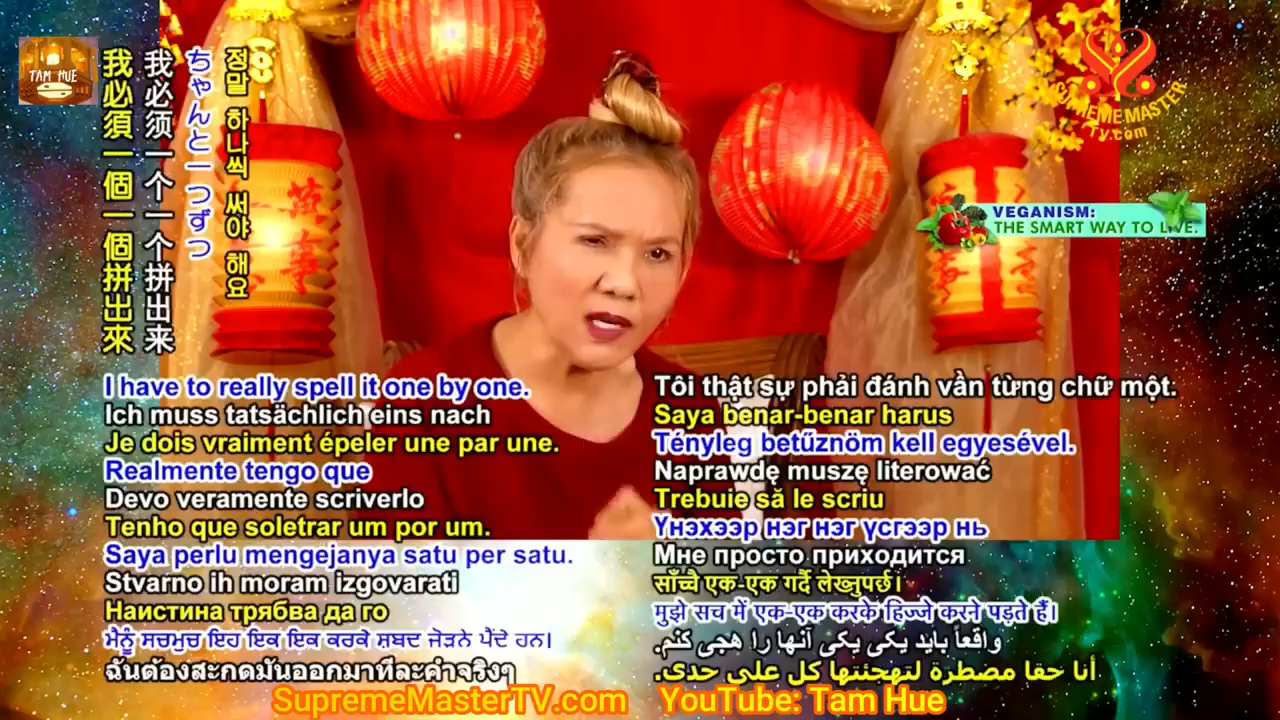 TAM HUE
我必須一個一個拼出來
我必须一个一个拼出来
ちゃんと一つずつ
정말 하나씩 써야 해요
SUPREME MASTER
TV.com
VEGANISM:
THE SMART WAY TO LIVE.
I have to really spell it one by one.
Ich muss tatsächlich eins nach
Je dois vraiment épeler une par une.
Realmente tengo que
Devo veramente scriverlo
Tenho que soletrar um por um.
Saya perlu mengejanya satu per satu.
Stvarno ih moram izgovarati
Наистина трябва да го
ਮੈਨੂੰ ਸਚਮੁਚ ਇਹ ਇਕ ਇਕ ਕਰਕੇ ਸ਼ਬਦ ਜੋੜਨੇ ਪੈਂਦੇ ਹਨ।
ฉันต้องสะกดมันออกมาทีละคำจริงๆ
Tôi thật sự phải đánh vần từng chữ một.
Saya benar-benar harus
Tényleg betűznöm kell egyesével.
Naprawdę muszę literować
Trebuie să le scriu
Үнэхээр нэг нэг үсгээр нь
Мне просто приходится
साँच्चै एक-एक गर्दै लेख्नुपर्छ।
मुझे सच में एक-एक करके हिज्जे करने पड़ते हैं।
واقعاً باید یکی یکی آنها را هجی کنم.
أنا حقا مضطرة لتهجئتها كل على حدى.
SupremeMasterTV.com YouTube: Tam Hue